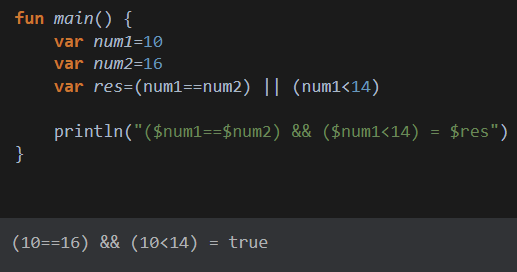 fun main() {
    var num1=10
    var num2=16
    var res=(num1==num2) || (num1<14)
    println("($num1==$num2) && ($num1<14) = $res")
}
(10==16) && (10<14) = true